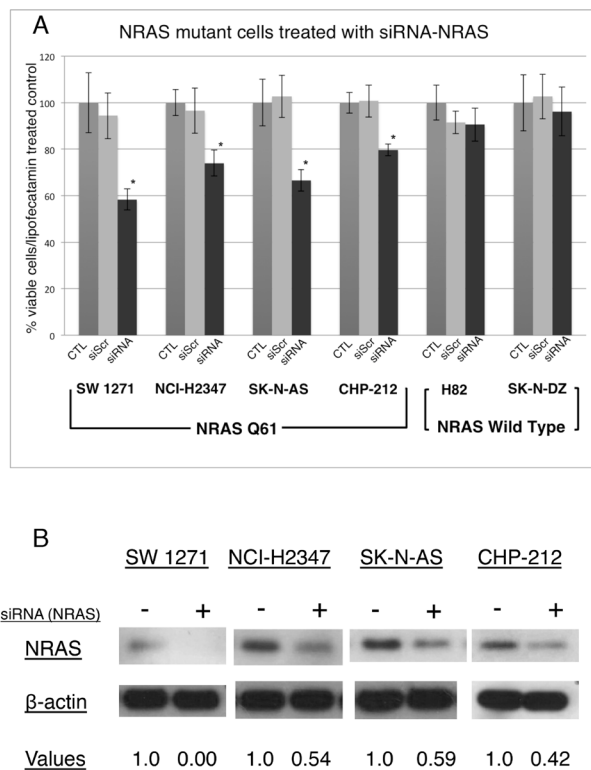 A
NRAS mutant cells treated with siRNA-NRAS
% viable cells/lipofecatamin treated control
120
100
80
60
40
20
0
* * * *
CTL siScr siRNA CTL siScr siRNA CTL siScr siRNA CTL siScr siRNA CTL siScr siRNA CTL siScr siRNA
SW 1271 NCI-H2347 SK-N-AS CHP-212 H82 SK-N-DZ
NRAS Q61 NRAS Wild Type
B
SW 1271 NCI-H2347 SK-N-AS CHP-212
siRNA (NRAS) - + - + - + - +
NRAS
β-actin
Values 1.0 0.00 1.0 0.54 1.0 0.59 1.0 0.42